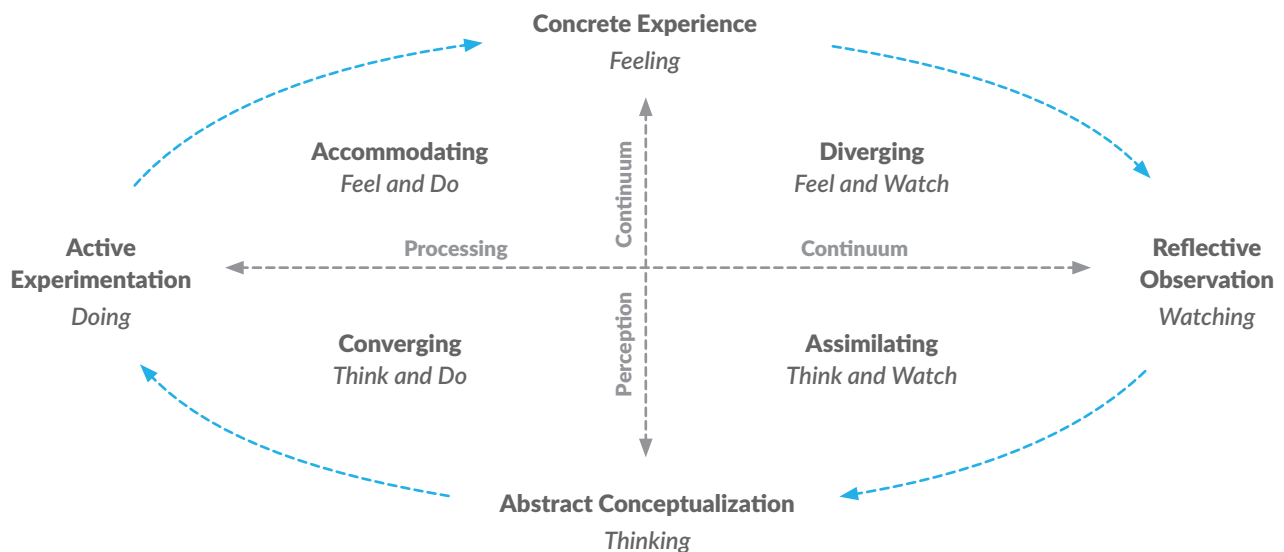 Concrete Experience
Feeling
Accommodating
Feel and Do
Diverging
Feel and Watch
Continuum
Active
Experimentation
Doing
Processing
Continuum
Reflective
Observation
Watching
Perception
Converging
Think and Do
Assimilating
Think and Watch
Abstract Conceptualization
Thinking